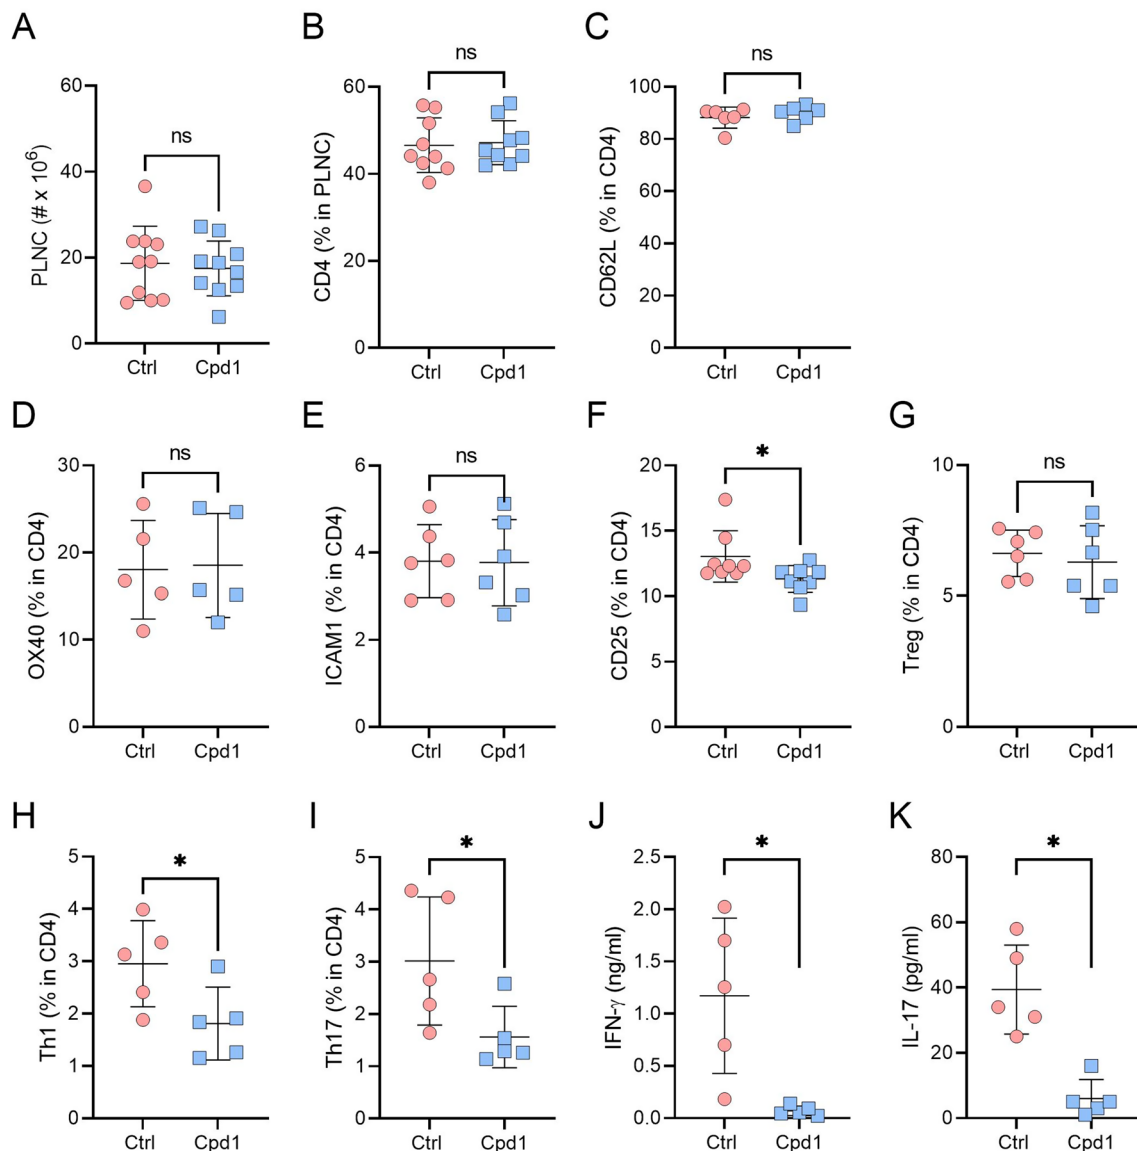 A
ns
PLNC (# x 10⁶)
60
40
20
0
Ctrl
Cpd1
B
ns
CD4 (% in PLNC)
60
40
20
0
Ctrl
Cpd1
C
ns
CD62L (% in CD4)
100
80
60
40
20
0
Ctrl
Cpd1
D
ns
OX40 (% in CD4)
30
20
10
0
Ctrl
Cpd1
E
ns
ICAM1 (% in CD4)
6
4
2
0
Ctrl
Cpd1
F
*
CD25 (% in CD4)
20
15
10
5
0
Ctrl
Cpd1
G
ns
Treg (% in CD4)
10
5
0
Ctrl
Cpd1
H
*
Th1 (% in CD4)
5
4
3
2
1
0
Ctrl
Cpd1
I
*
Th17 (% in CD4)
5
4
3
2
1
0
Ctrl
Cpd1
J
*
IFN-γ (ng/ml)
2.5
2.0
1.5
1.0
0.5
0.0
Ctrl
Cpd1
K
*
IL-17 (pg/ml)
80
60
40
20
0
Ctrl
Cpd1